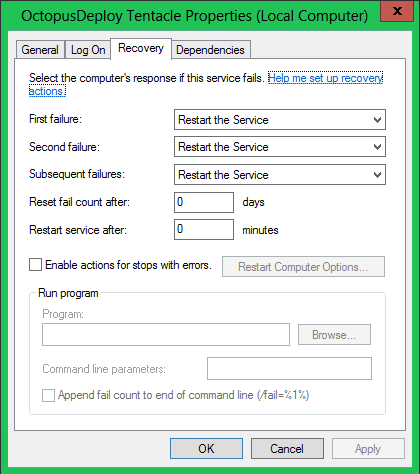 OctopusDeploy Tentacle Properties (Local Computer)
x
General Log On Recovery Dependencies
Select the computer's response if this service fails. Help me set up recovery
actions.
First failure: Restart the Service
Second failure: Restart the Service
Subsequent failures: Restart the Service
Reset fail count after: 0 days
Restart service after: 0 minutes
Enable actions for stops with errors. Restart Computer Options...
Run program
Program:
Browse...
Command line parameters:
Append fail count to end of command line (/fail=%1%)
OK Cancel Apply